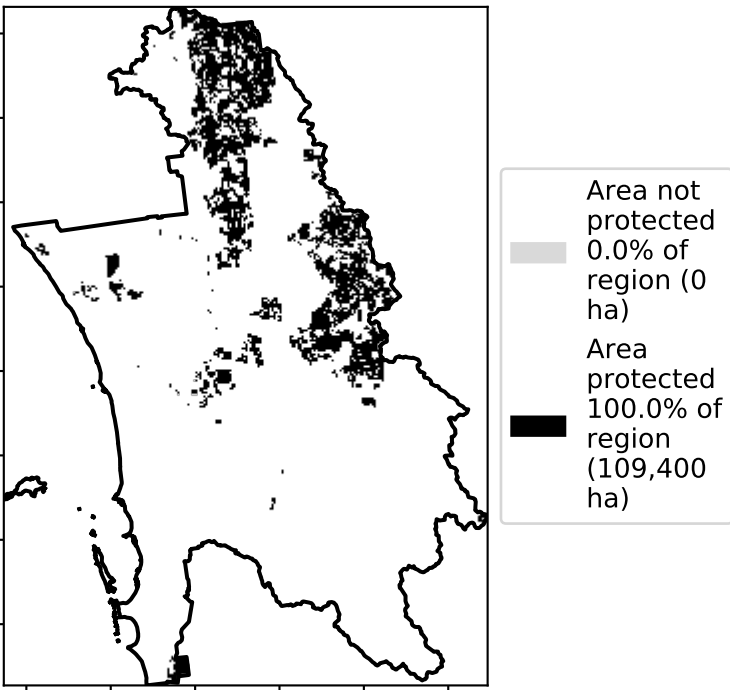 Area not
protected
0.0% of
region (0
ha)
Area
protected
100.0% of
region
(109,400
ha)